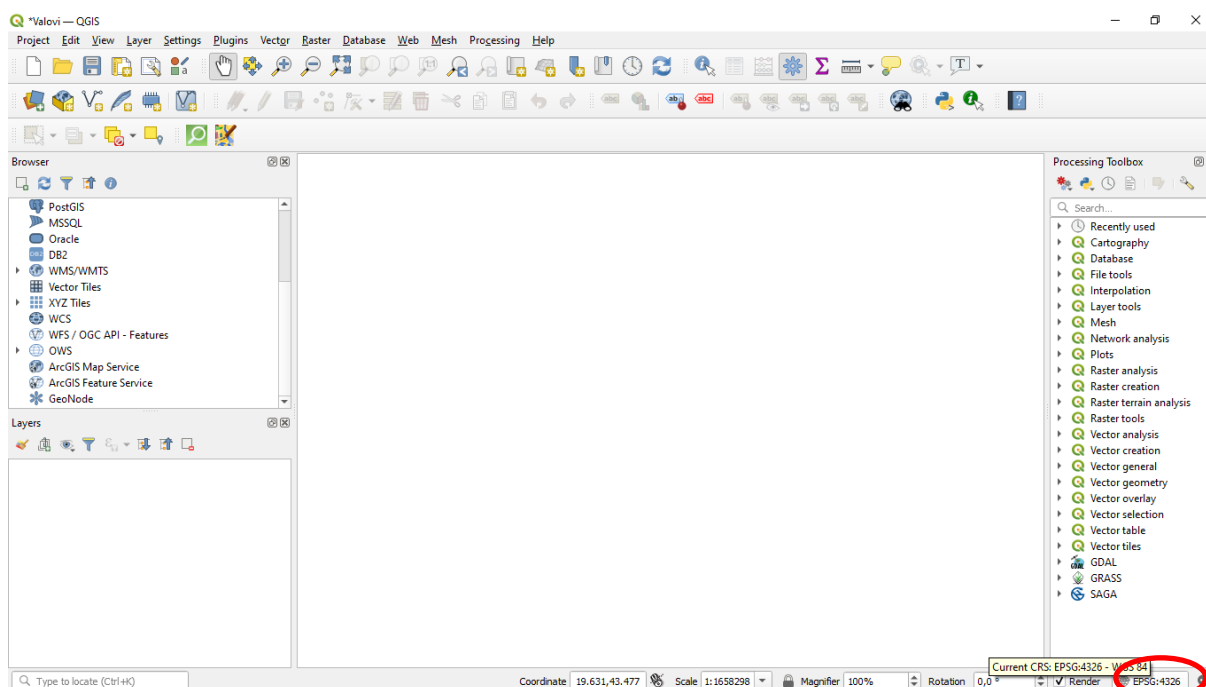 *Valovi — QGIS
Project Edit View Layer Settings Plugins Vector Raster Database Web Mesh Processing Help
Browser
PostGIS
MSSQL
Oracle
DB2
WMS/WMTS
Vector Tiles
XYZ Tiles
WCS
WFS / OGC API - Features
OWS
ArcGIS Map Service
ArcGIS Feature Service
GeoNode
Layers
Processing Toolbox
Search...
Recently used
Cartography
Database
File tools
Interpolation
Layer tools
Mesh
Network analysis
Plots
Raster analysis
Raster creation
Raster terrain analysis
Raster tools
Vector analysis
Vector creation
Vector general
Vector geometry
Vector overlay
Vector selection
Vector table
Vector tiles
GDAL
GRASS
SAGA
Current CRS: EPSG:4326 - WGS 84
Type to locate (Ctrl+K)
Coordinate 19.631,43.477 Scale 1:1658298 Magnifier 100% Rotation 0,0 ° Render EPSG:4326